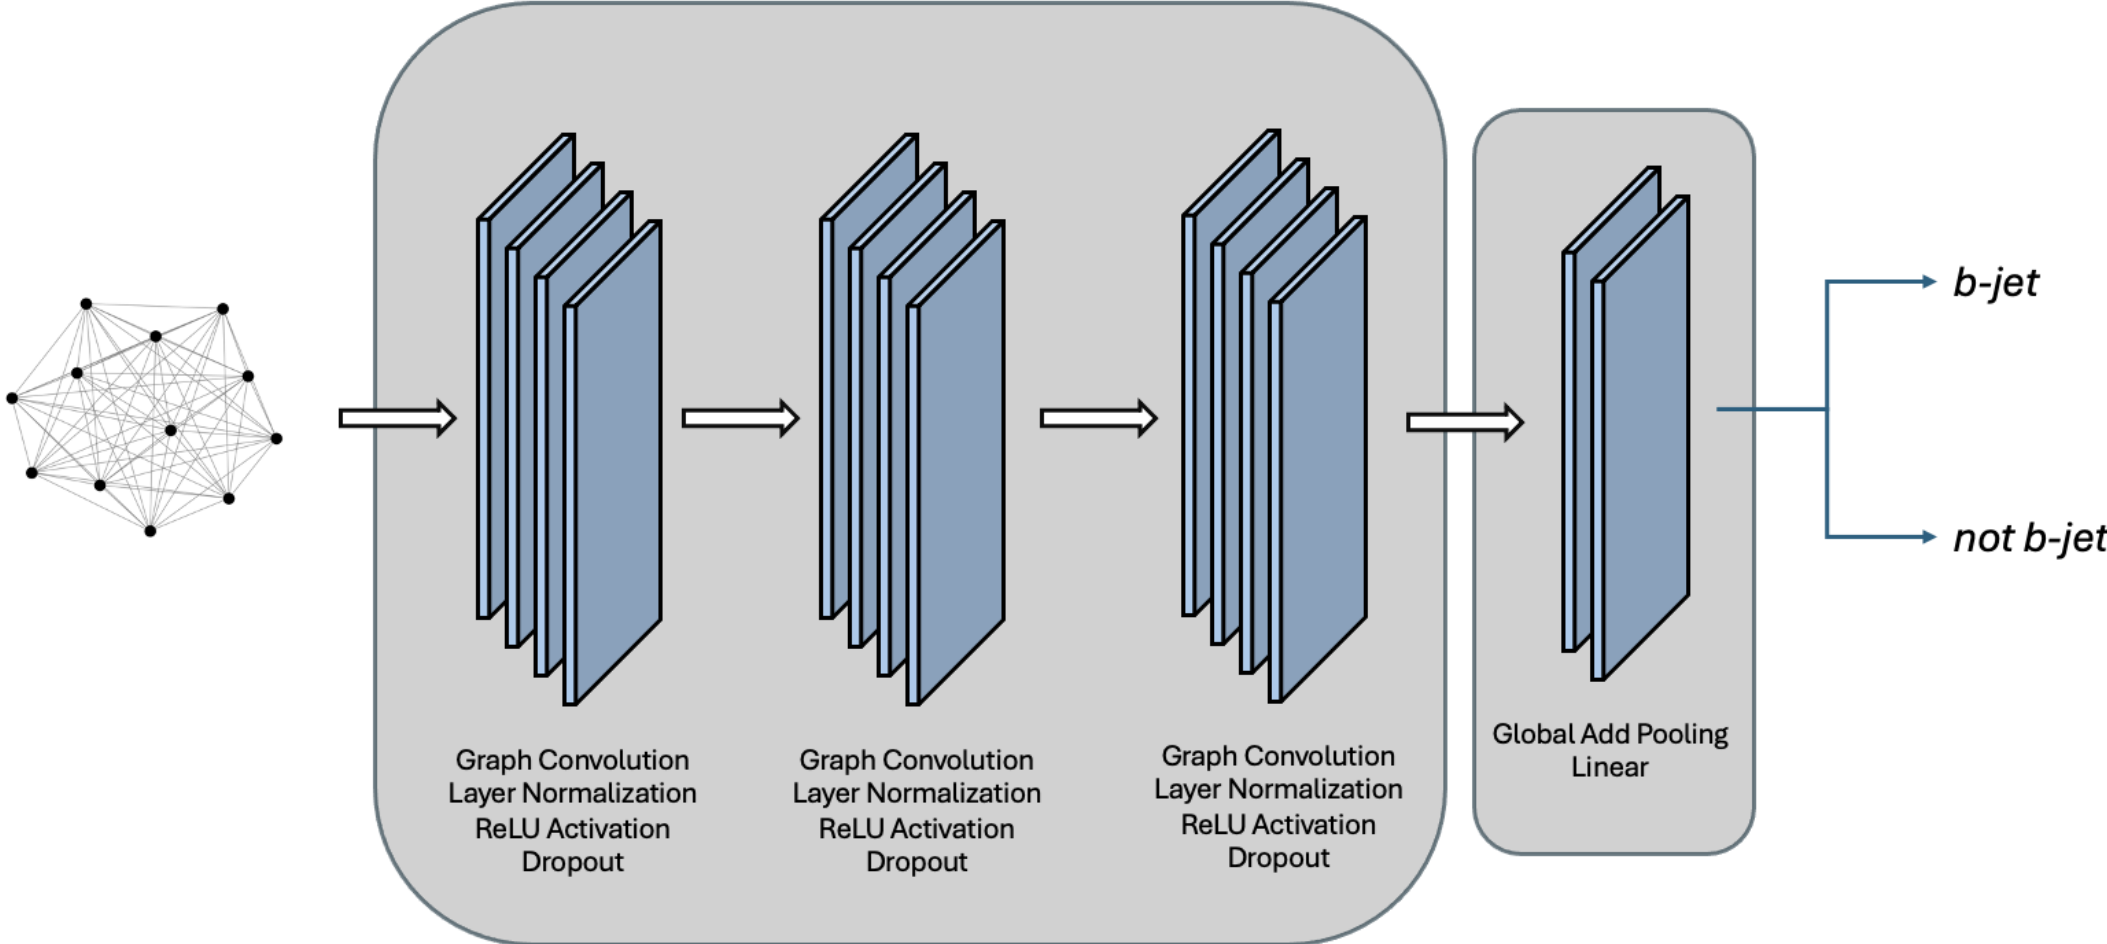 Graph Convolution
Layer Normalization
ReLU Activation
Dropout
Graph Convolution
Layer Normalization
ReLU Activation
Dropout
Graph Convolution
Layer Normalization
ReLU Activation
Dropout
Global Add Pooling
Linear
b-jet
not b-jet